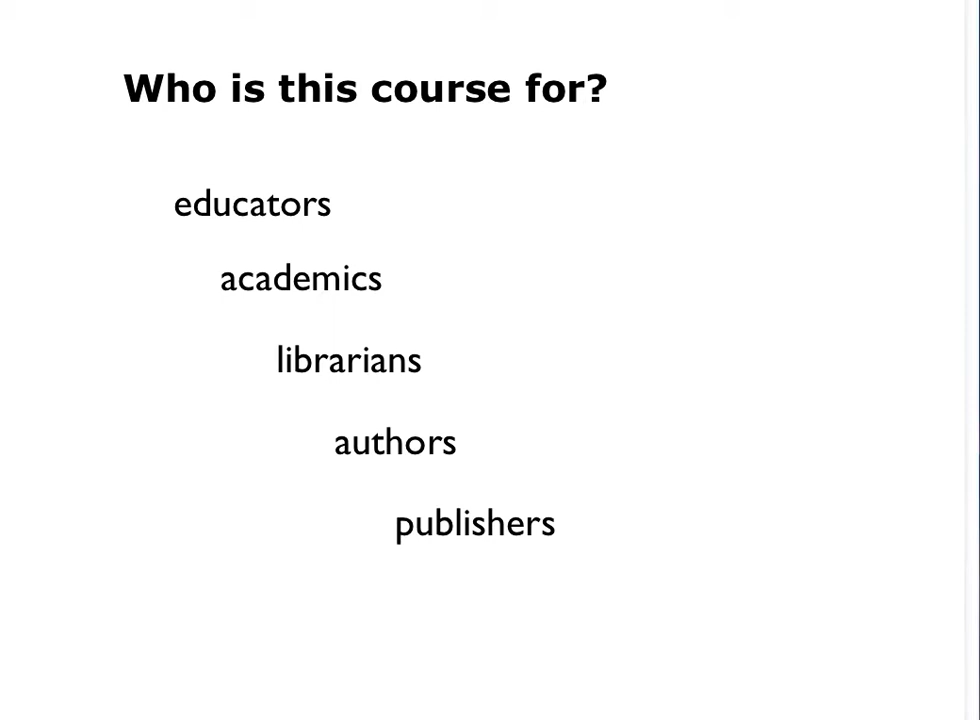 Who is this course for?
educators
academics
librarians
authors
publishers